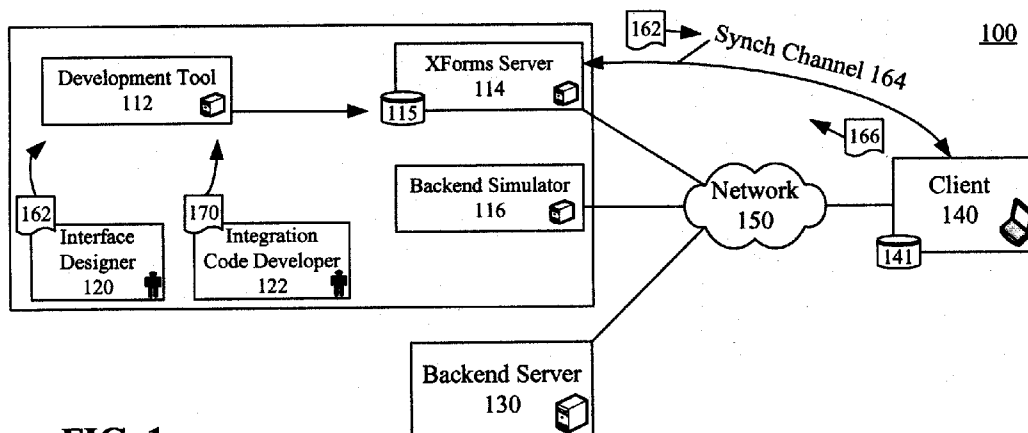 100
162
Synch Channel 164
Development Tool
112
XForms Server
114
115
166
162
170
Backend Simulator
116
Network
150
Client
140
141
Interface
Designer
120
Integration
Code Developer
122
Backend Server
130
FIG. 1